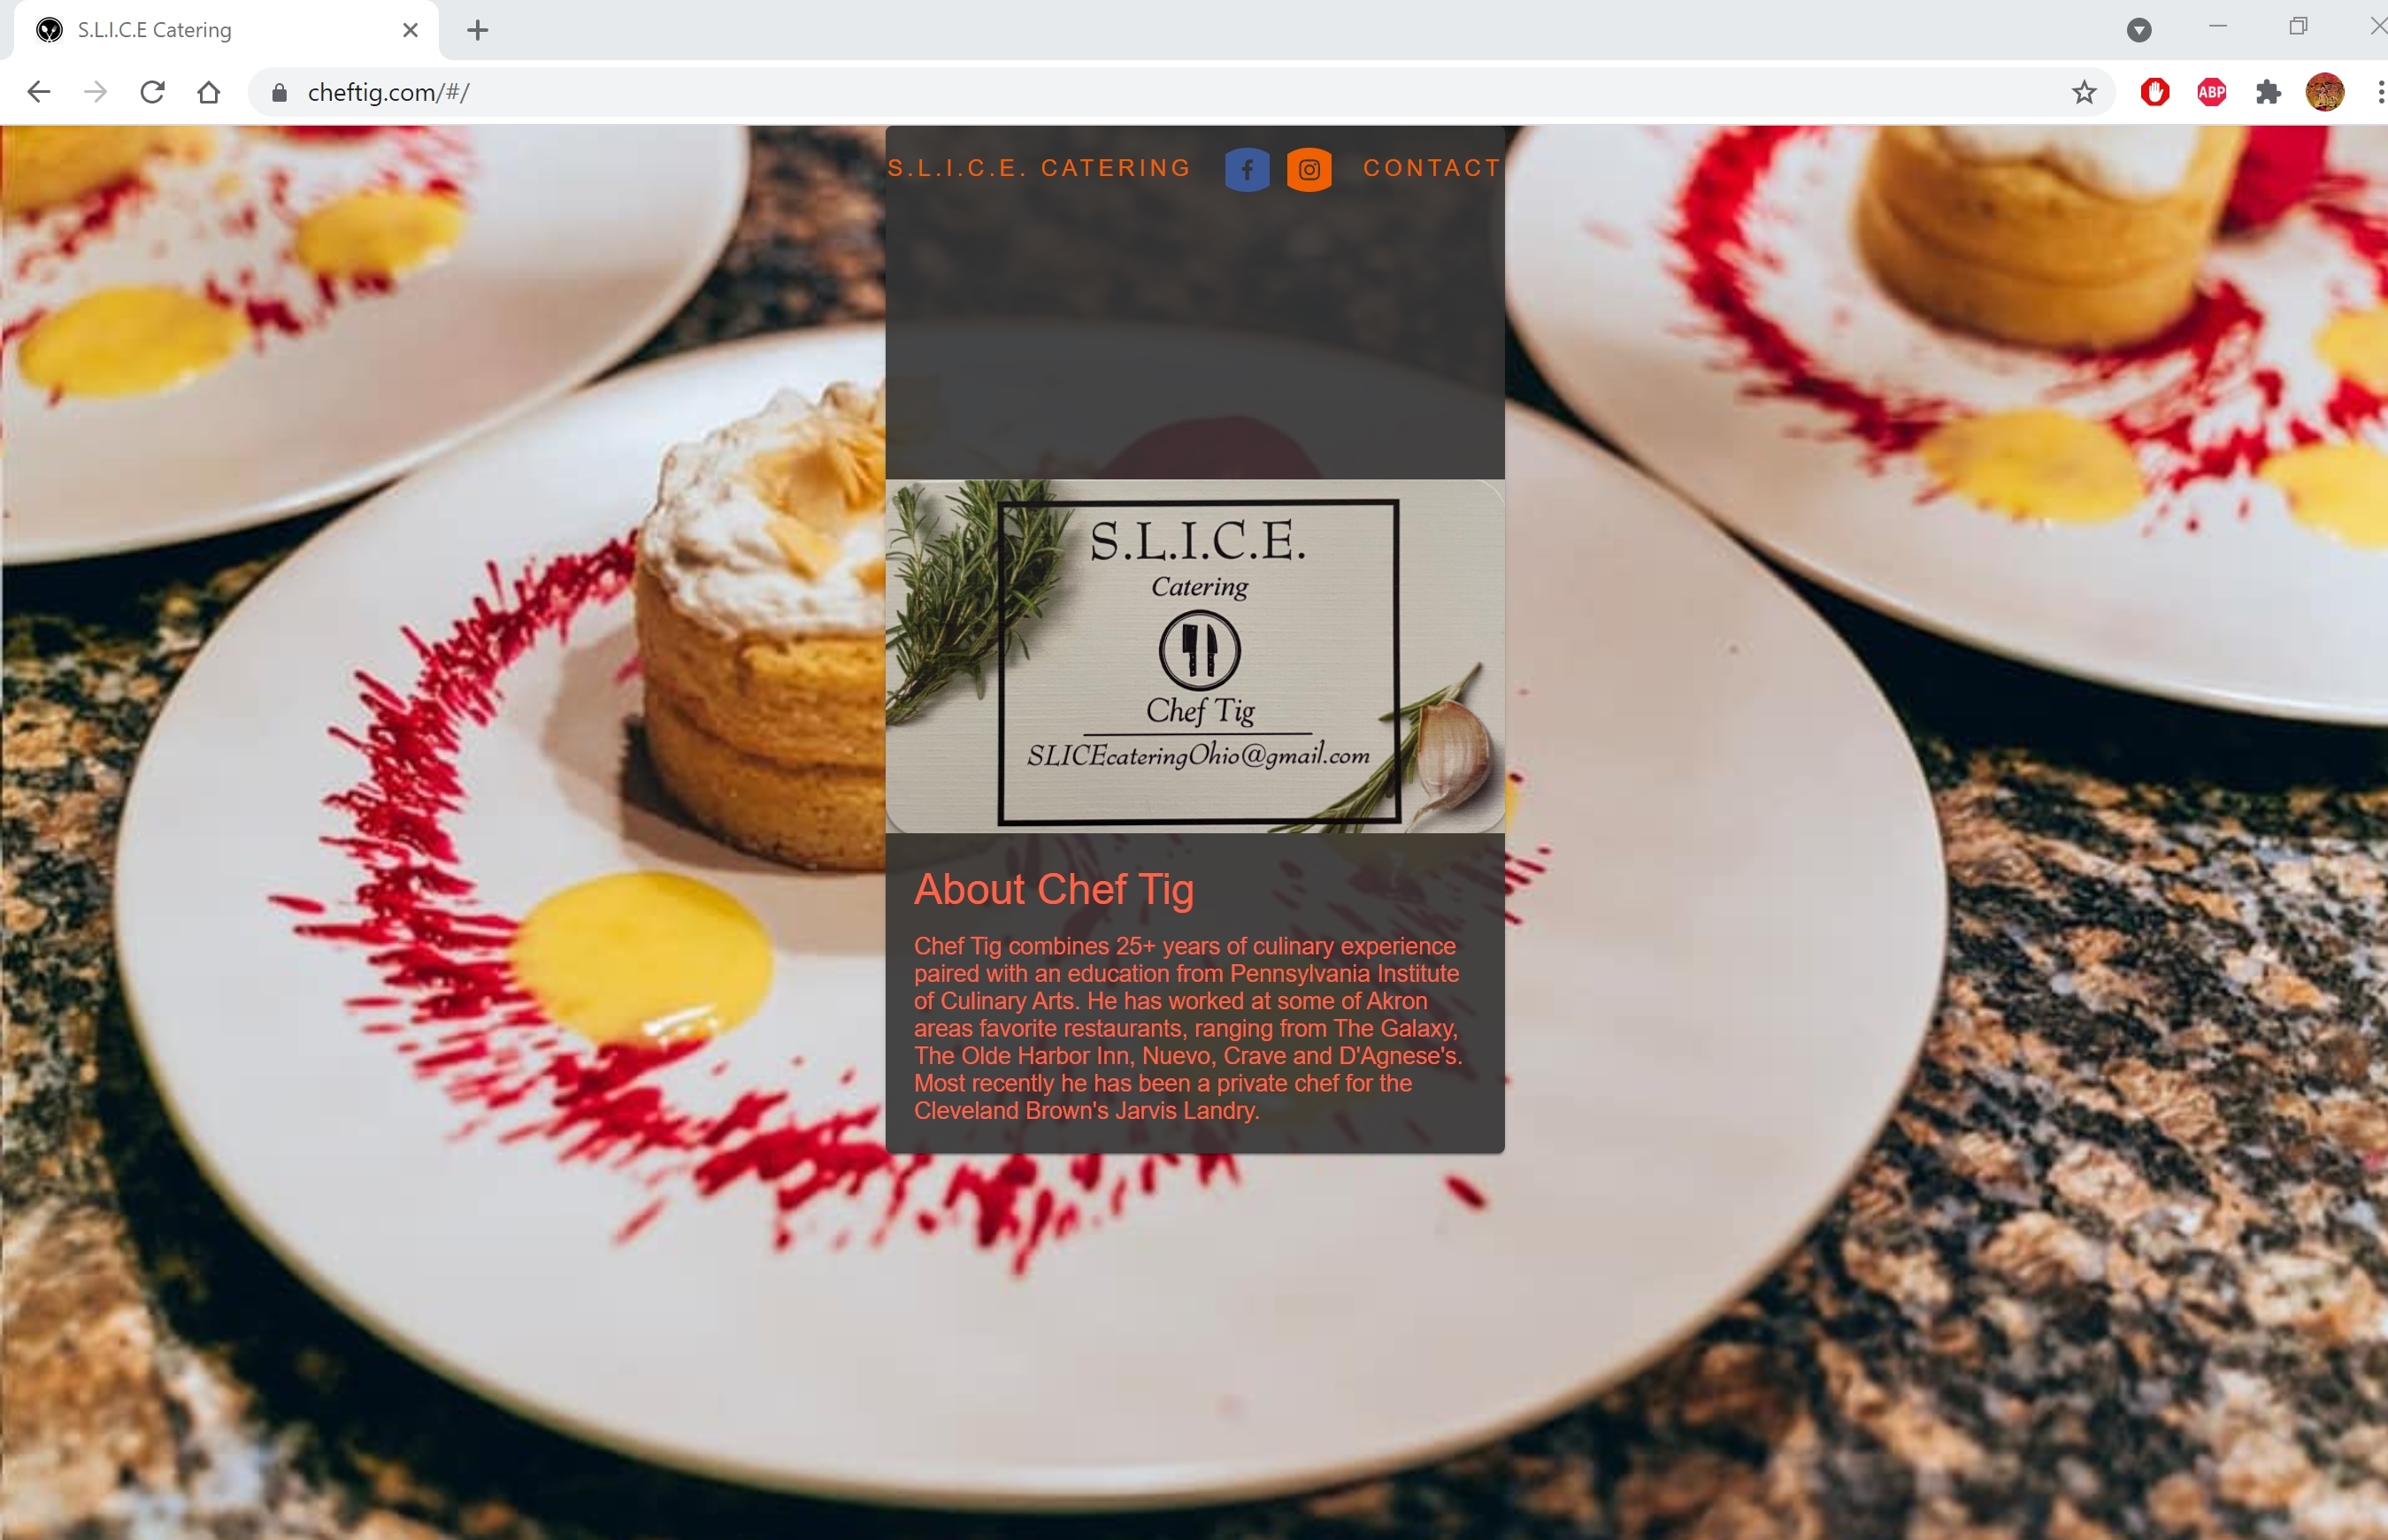 S.L.I.C.E Catering
cheftig.com/#/
ABP
S.L.I.C.E. CATERING
CONTACT
S.L.I.C.E.
Catering
Chef Tig
SLICEcateringOhio@gmail.com
About Chef Tig
Chef Tig combines 25+ years of culinary experience
paired with an education from Pennsylvania Institute
of Culinary Arts. He has worked at some of Akron
areas favorite restaurants, ranging from The Galaxy,
The Olde Harbor Inn, Nuevo, Crave and D'Agnese's.
Most recently he has been a private chef for the
Cleveland Brown's Jarvis Landry.